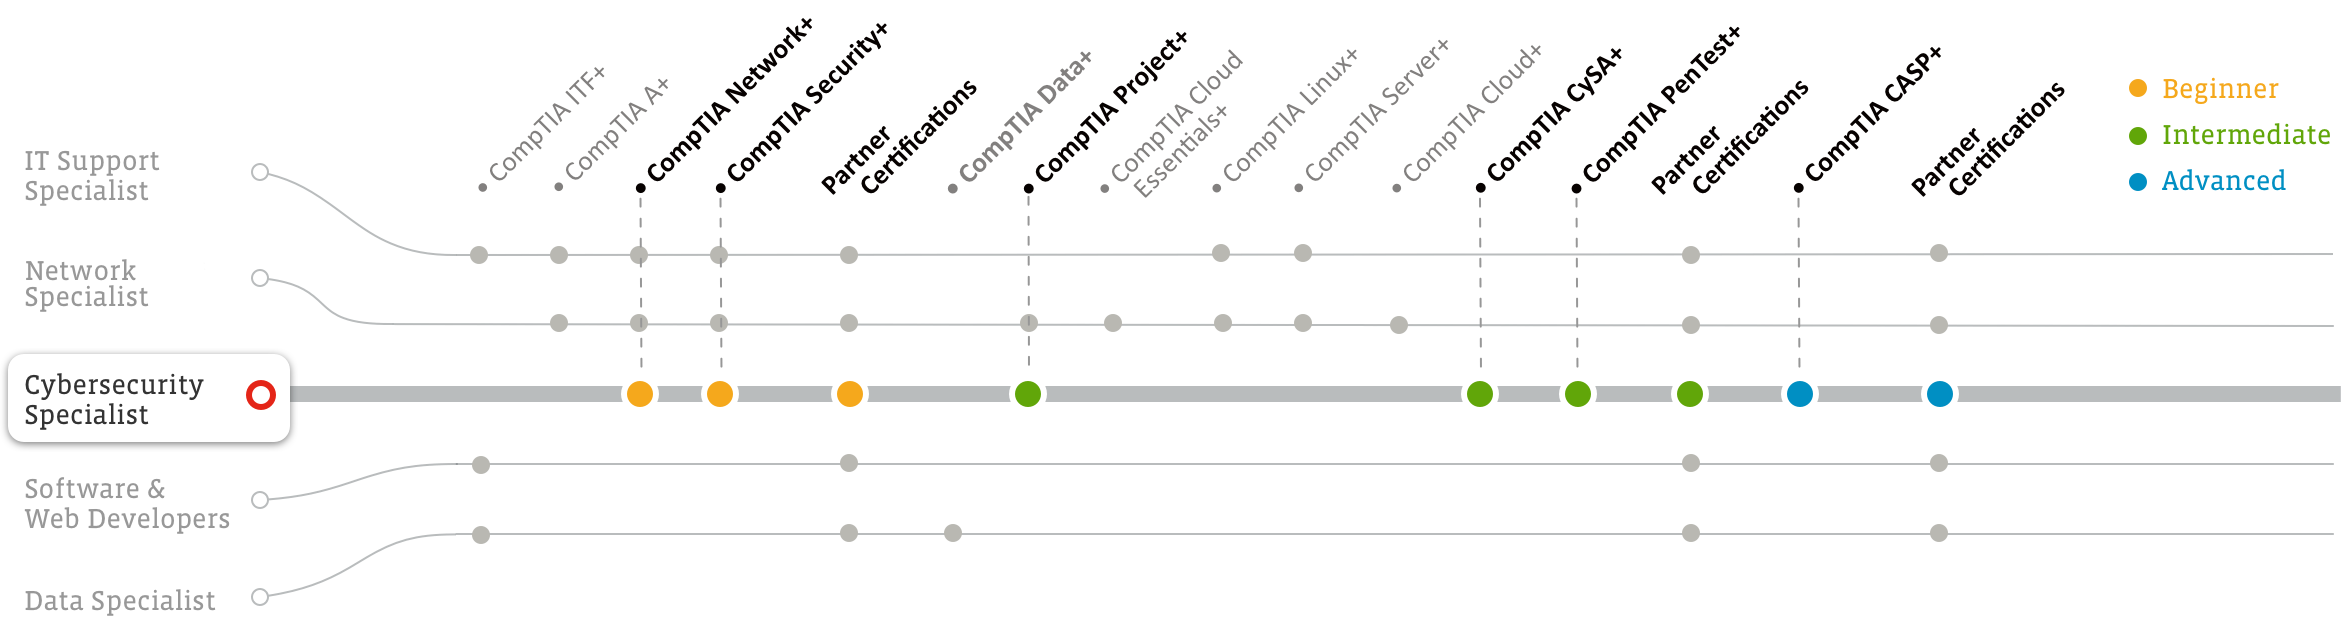 CompTIA ITF+
CompTIA A+
CompTIA Network+
CompTIA Security+
Partner
Certifications
CompTIA Data+
CompTIA Project+
CompTIA Cloud
Essentials+
CompTIA Linux+
CompTIA Server+
CompTIA Cloud+
CompTIA CySA+
CompTIA PenTest+
Partner
Certifications
CompTIA CASP+
Partner
Certifications
Beginner
Intermediate
Advanced
IT Support
Specialist
Network
Specialist
Cybersecurity
Specialist
Software &
Web Developers
Data Specialist